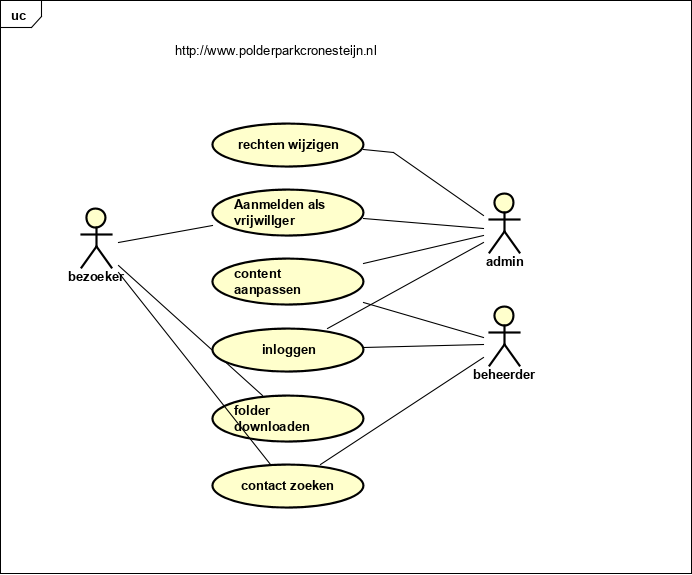 uc
http://www.polderparkcronesteijn.nl
rechten wijzigen
Aanmelden als
vrijwillger
content
aanpassen
inloggen
folder
downloaden
contact zoeken
bezoeker
admin
beheerder